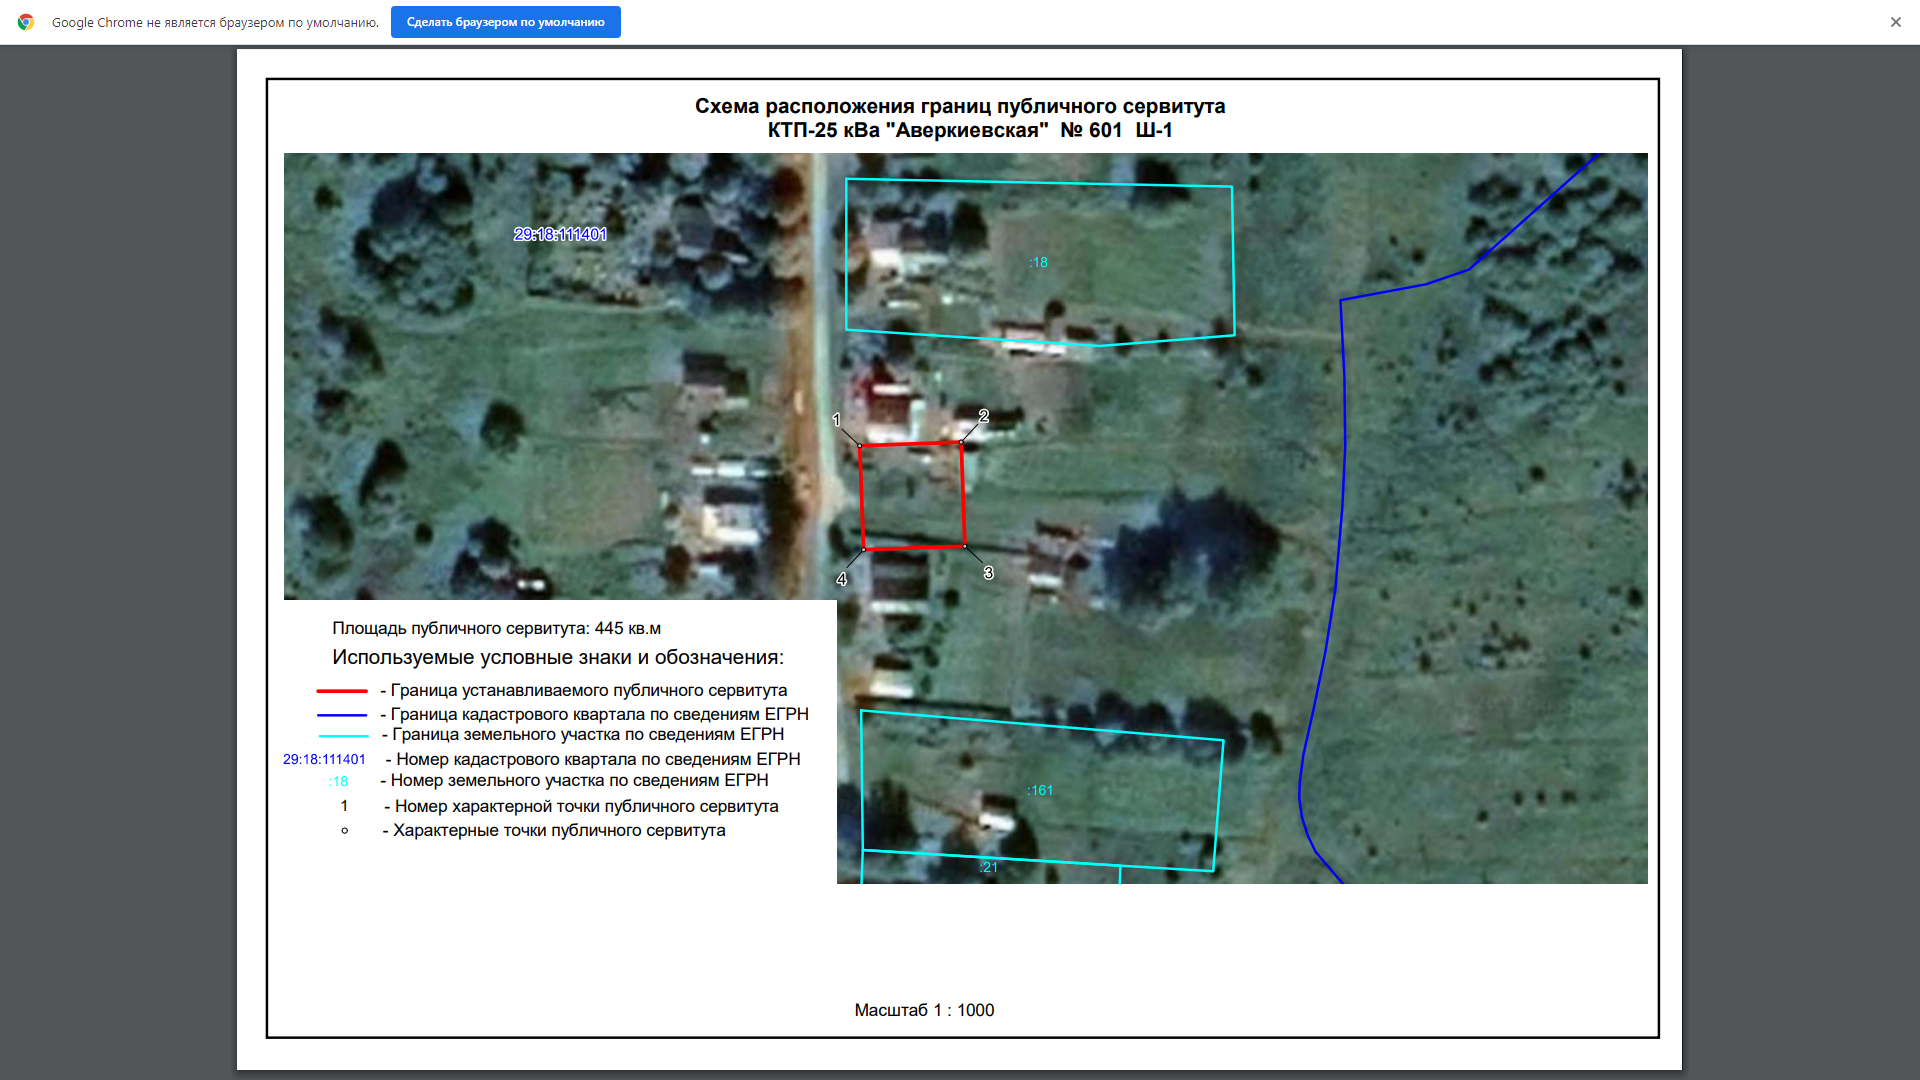 Google Chrome не является браузером по умолчанию.
Сделать браузером по умолчанию
Схема расположения границ публичного сервитута
КТП-25 кВа "Аверкиевская" № 601 Ш-1
29:18:111401
:18
1
2
3
4
:161
:21
Площадь публичного сервитута: 445 кв.м
Используемые условные знаки и обозначения:
- Граница устанавливаемого публичного сервитута
- Граница кадастрового квартала по сведениям ЕГРН
- Граница земельного участка по сведениям ЕГРН
29:18:111401 - Номер кадастрового квартала по сведениям ЕГРН
:18 - Номер земельного участка по сведениям ЕГРН
1 - Номер характерной точки публичного сервитута
- Характерные точки публичного сервитута
Масштаб 1 : 1000